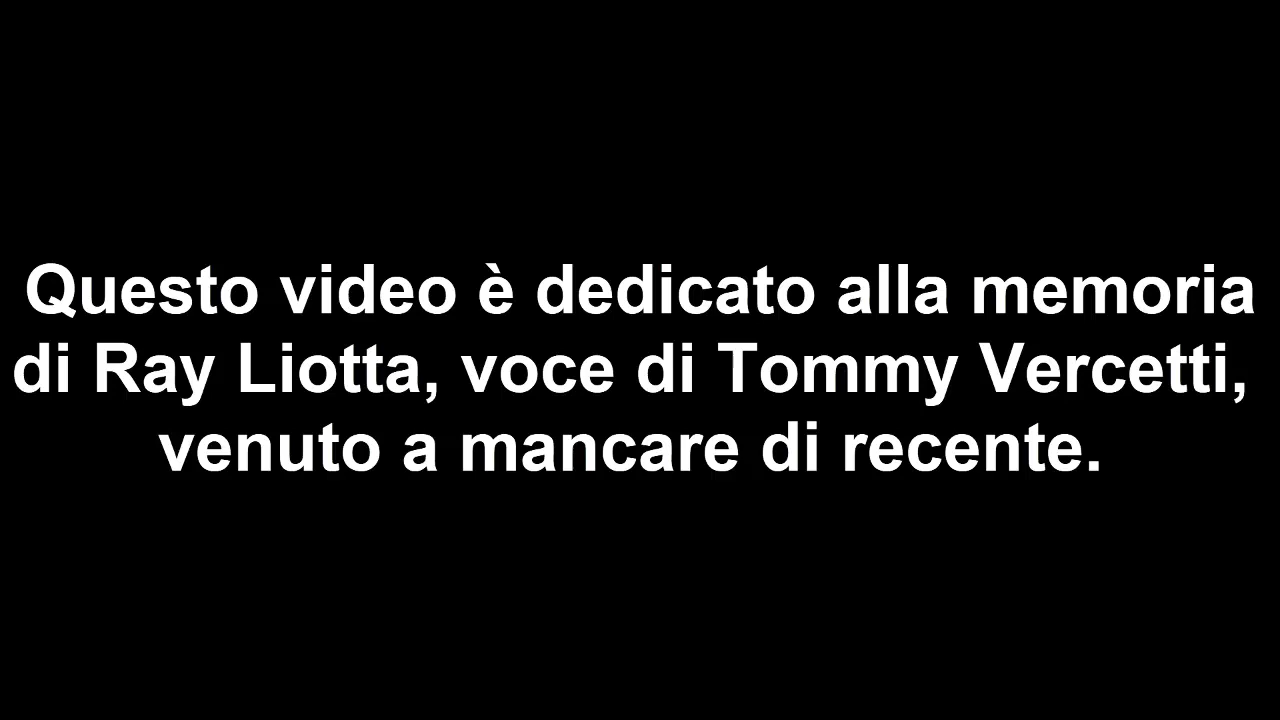 Questo video è dedicato alla memoria
di Ray Liotta, voce di Tommy Vercetti,
venuto a mancare di recente.